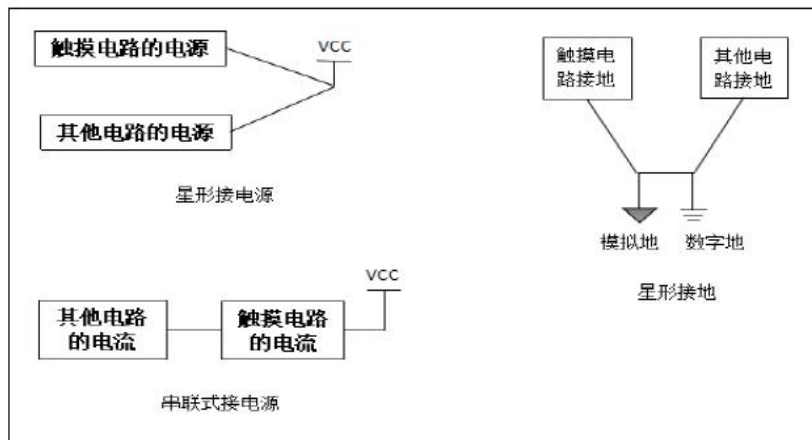 触摸电路的电源
VCC
其他电路的电源
星形接电源
触摸电
路接地
其他电
路接地
模拟地
数字地
星形接地
VCC
其他电路
的电流
触摸电路
的电流
串联式接电源